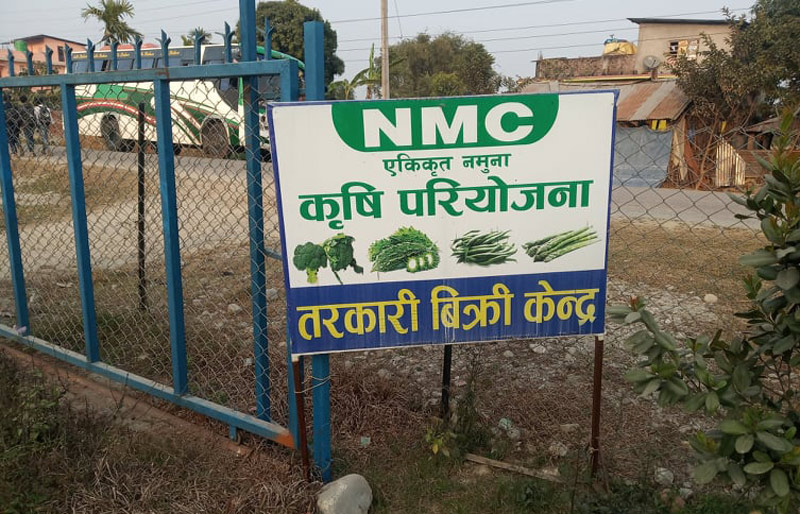 NMC
एकिकृत नमुना
कृषि परियोजना
तरकारी बिक्री केन्द्र